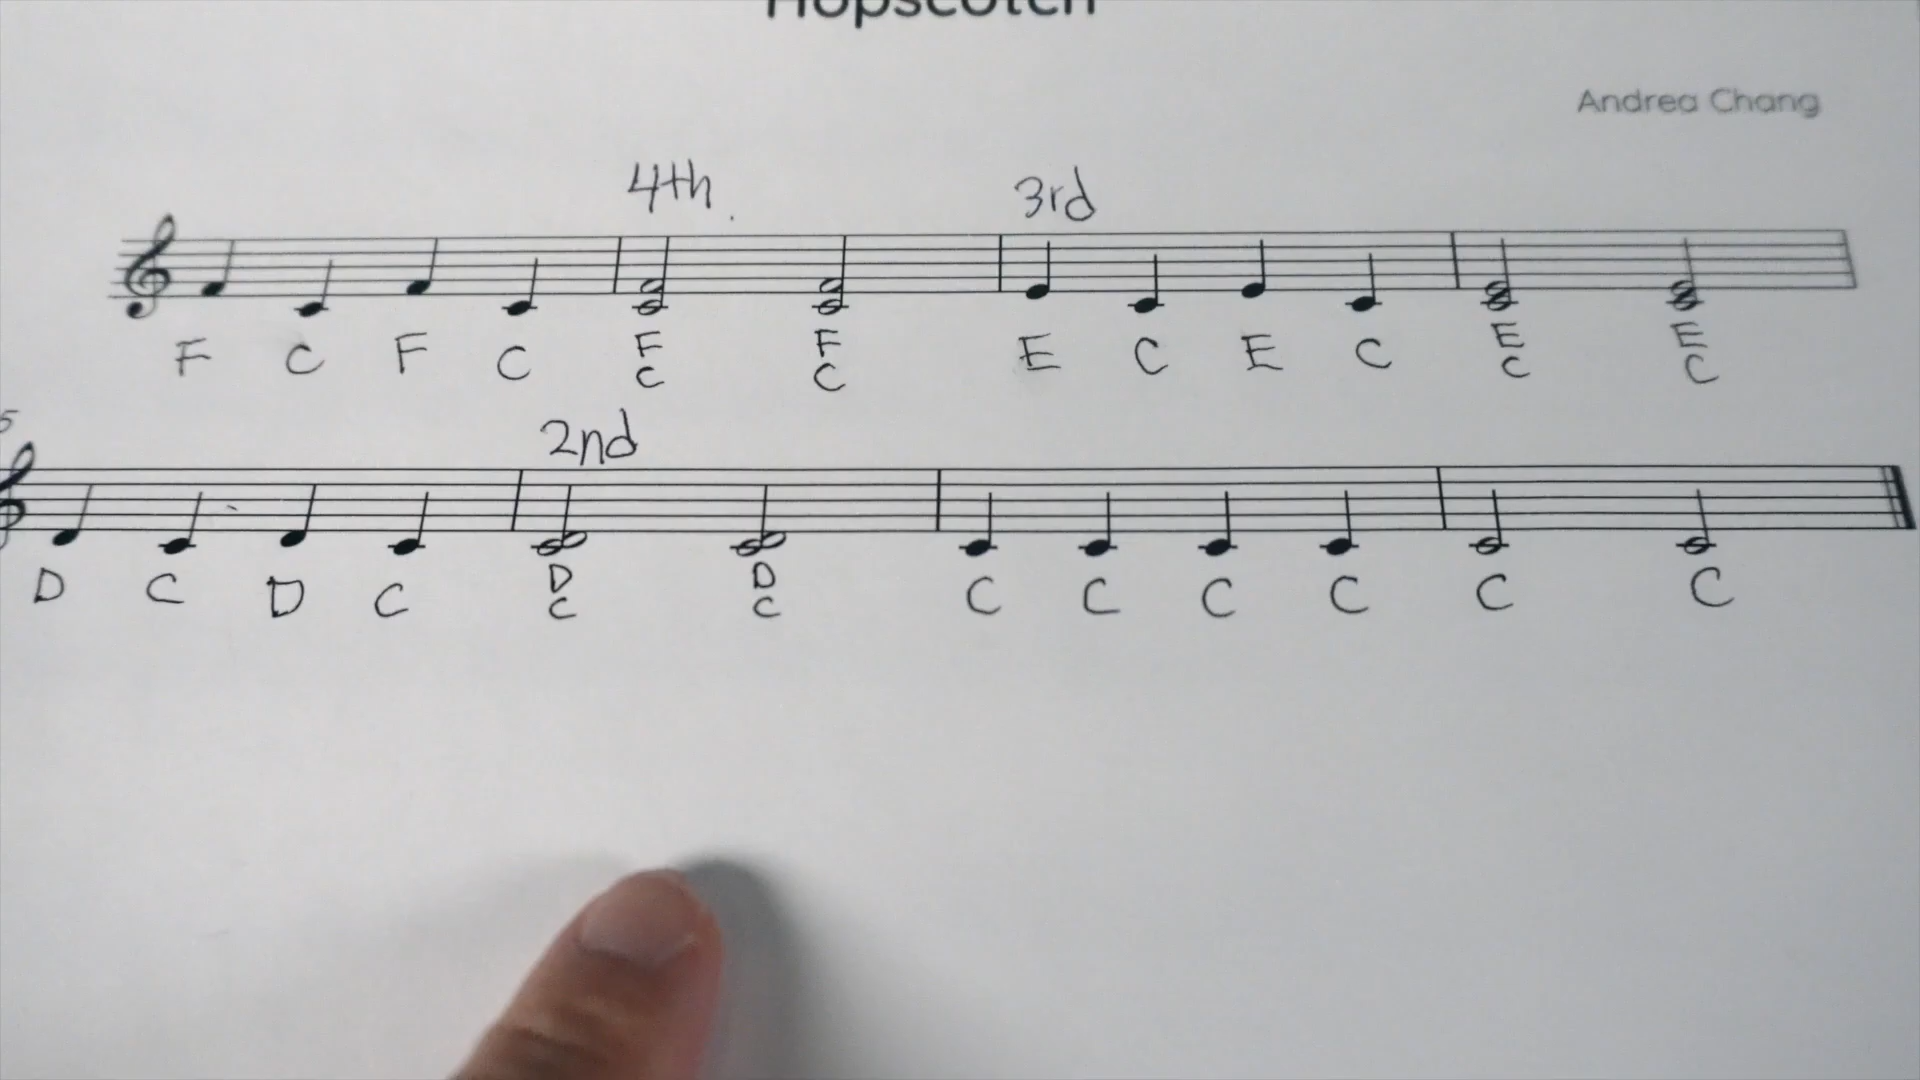 Hopscotch
Andrea Chang
4th. 3rd
F C F C F F E C E C E E
C C C C
5
2nd
D C D C D D C C C C C C
C C